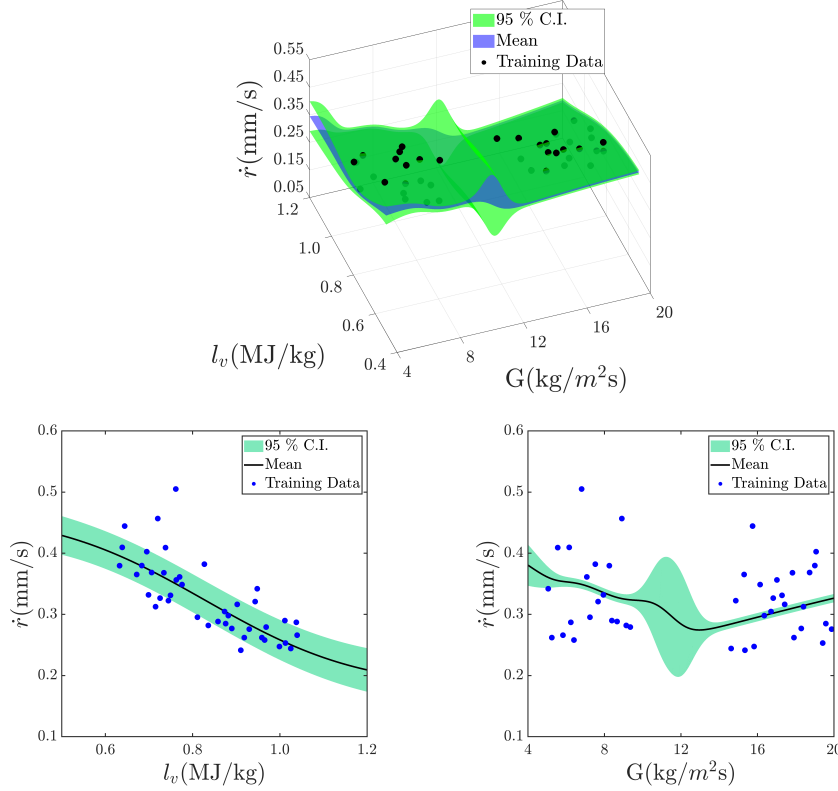 95 % C.I.
Mean
Training Data
0.55
0.45
0.35
0.25
0.15
0.05
ṙ(mm/s)
1.2
1.0
0.8
0.6
0.4
l_v(MJ/kg)
4
8
12
16
20
G(kg/m²s)
0.6
0.5
0.4
0.3
0.2
0.1
ṙ(mm/s)
95 % C.I.
Mean
Training Data
0.6
0.8
1.0
1.2
l_v(MJ/kg)
0.6
0.5
0.4
0.3
0.2
0.1
ṙ(mm/s)
95 % C.I.
Mean
Training Data
4
8
12
16
20
G(kg/m²s)